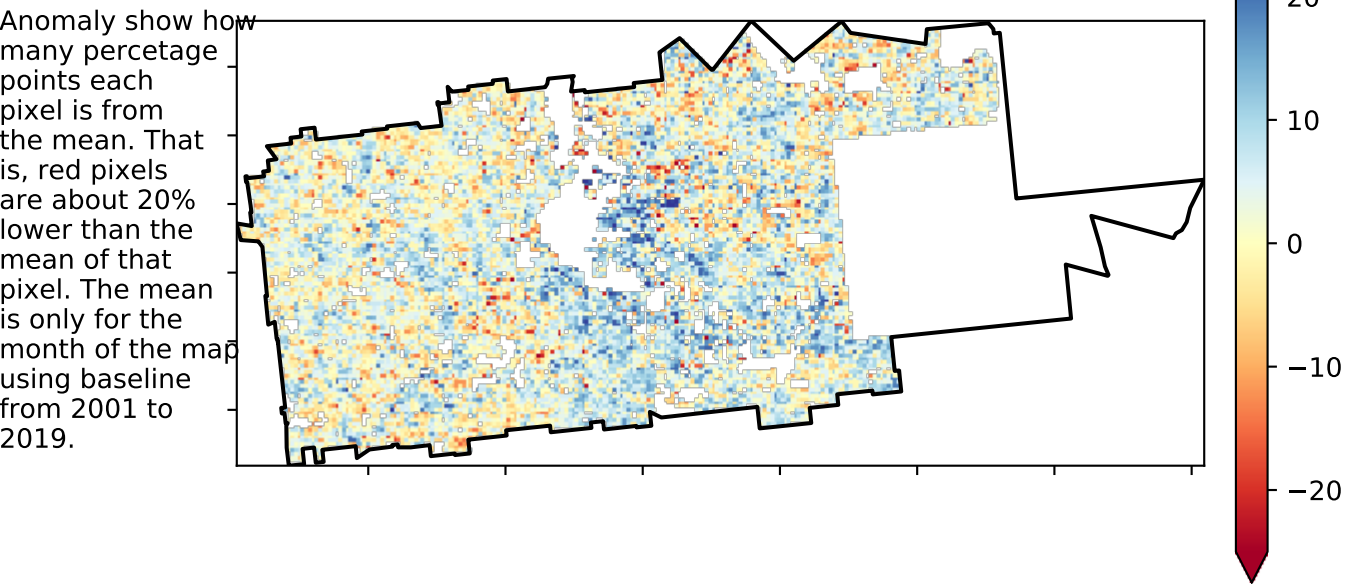 Anomaly show how
many percetage
points each
pixel is from
the mean. That
is, red pixels
are about 20%
lower than the
mean of that
pixel. The mean
is only for the
month of the map
using baseline
from 2001 to
2019.
20
10
0
−10
−20